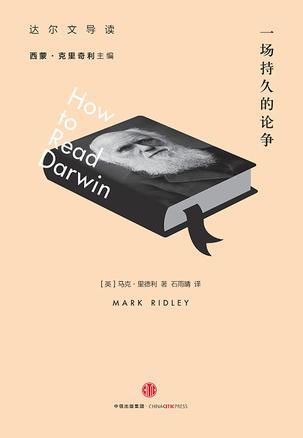 达尔文导读
西蒙·克里奇利主编
一场持久的论争
How
to
Read
Darwin
[英]马克·里德利 著 石雨晴 译
MARK RIDLEY
中信出版集团·CHINACITICPRESS